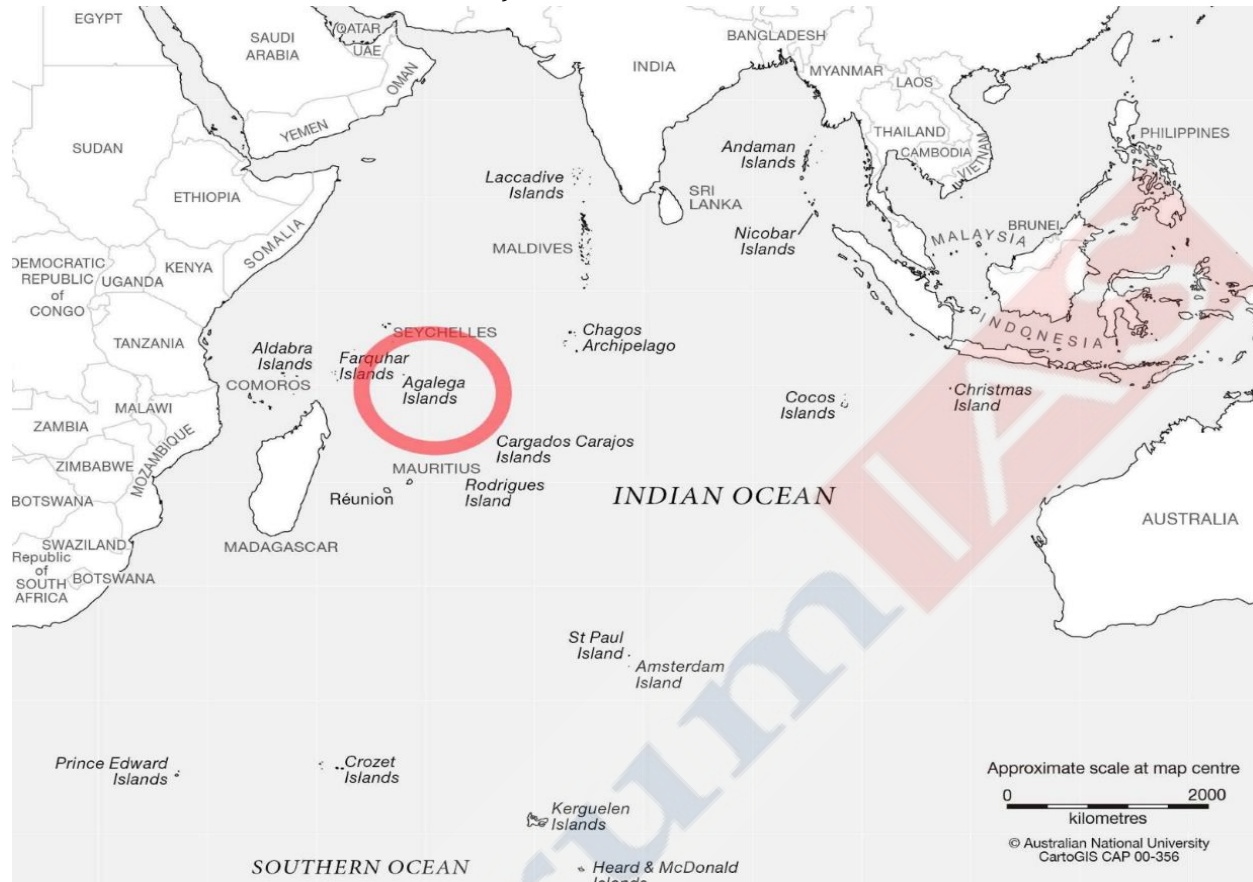 EGYPT
SAUDI
ARABIA
QATAR
UAE
OMAN
YEMEN
SUDAN
ETHIOPIA
SOMALIA
DEMOCRATIC
REPUBLIC
of
CONGO
UGANDA
KENYA
TANZANIA
MALAWI
ZAMBIA
MOZAMBIQUE
ZIMBABWE
BOTSWANA
SWAZILAND
Republic
of
SOUTH
AFRICA
BOTSWANA
Aldabra
Islands
COMOROS
MADAGASCAR
SEYCHELLES
Farquhar
Islands
Agalega
Islands
Cargados Carajos
Islands
MAURITIUS
Réunion
Rodrigues
Island
INDIA
BANGLADESH
MYANMAR
LAOS
THAILAND
CAMBODIA
VIETNAM
PHILIPPINES
Laccadive
Islands
MALDIVES
SRI
LANKA
Andaman
Islands
Nicobar
Islands
MALAYSIA
BRUNEI
INDONESIA
Chagos
Archipelago
Cocos
Islands
Christmas
Island
INDIAN OCEAN
AUSTRALIA
St Paul
Island
Amsterdam
Island
Prince Edward
Islands
Crozet
Islands
Kerguelen
Islands
SOUTHERN OCEAN
Heard & McDonald
Islands
Approximate scale at map centre
0 2000
kilometres
© Australian National University
CartoGIS CAP 00-356
um IAS